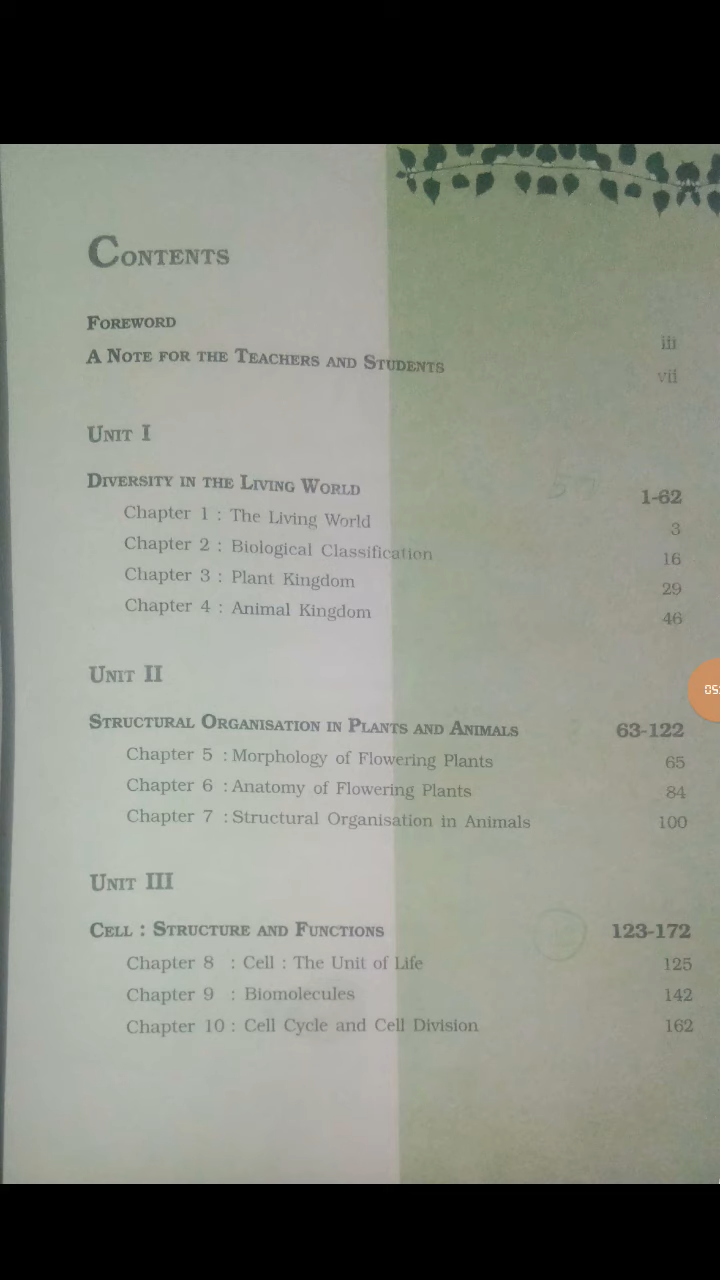 CONTENTS
FOREWORD iii
A NOTE FOR THE TEACHERS AND STUDENTS vii
UNIT I
DIVERSITY IN THE LIVING WORLD 1-62
Chapter 1 : The Living World 3
Chapter 2 : Biological Classification 16
Chapter 3 : Plant Kingdom 29
Chapter 4 : Animal Kingdom 46
UNIT II
STRUCTURAL ORGANISATION IN PLANTS AND ANIMALS 63-122
Chapter 5 : Morphology of Flowering Plants 65
Chapter 6 : Anatomy of Flowering Plants 84
Chapter 7 : Structural Organisation in Animals 100
UNIT III
CELL : STRUCTURE AND FUNCTIONS 123-172
Chapter 8 : Cell : The Unit of Life 125
Chapter 9 : Biomolecules 142
Chapter 10 : Cell Cycle and Cell Division 162